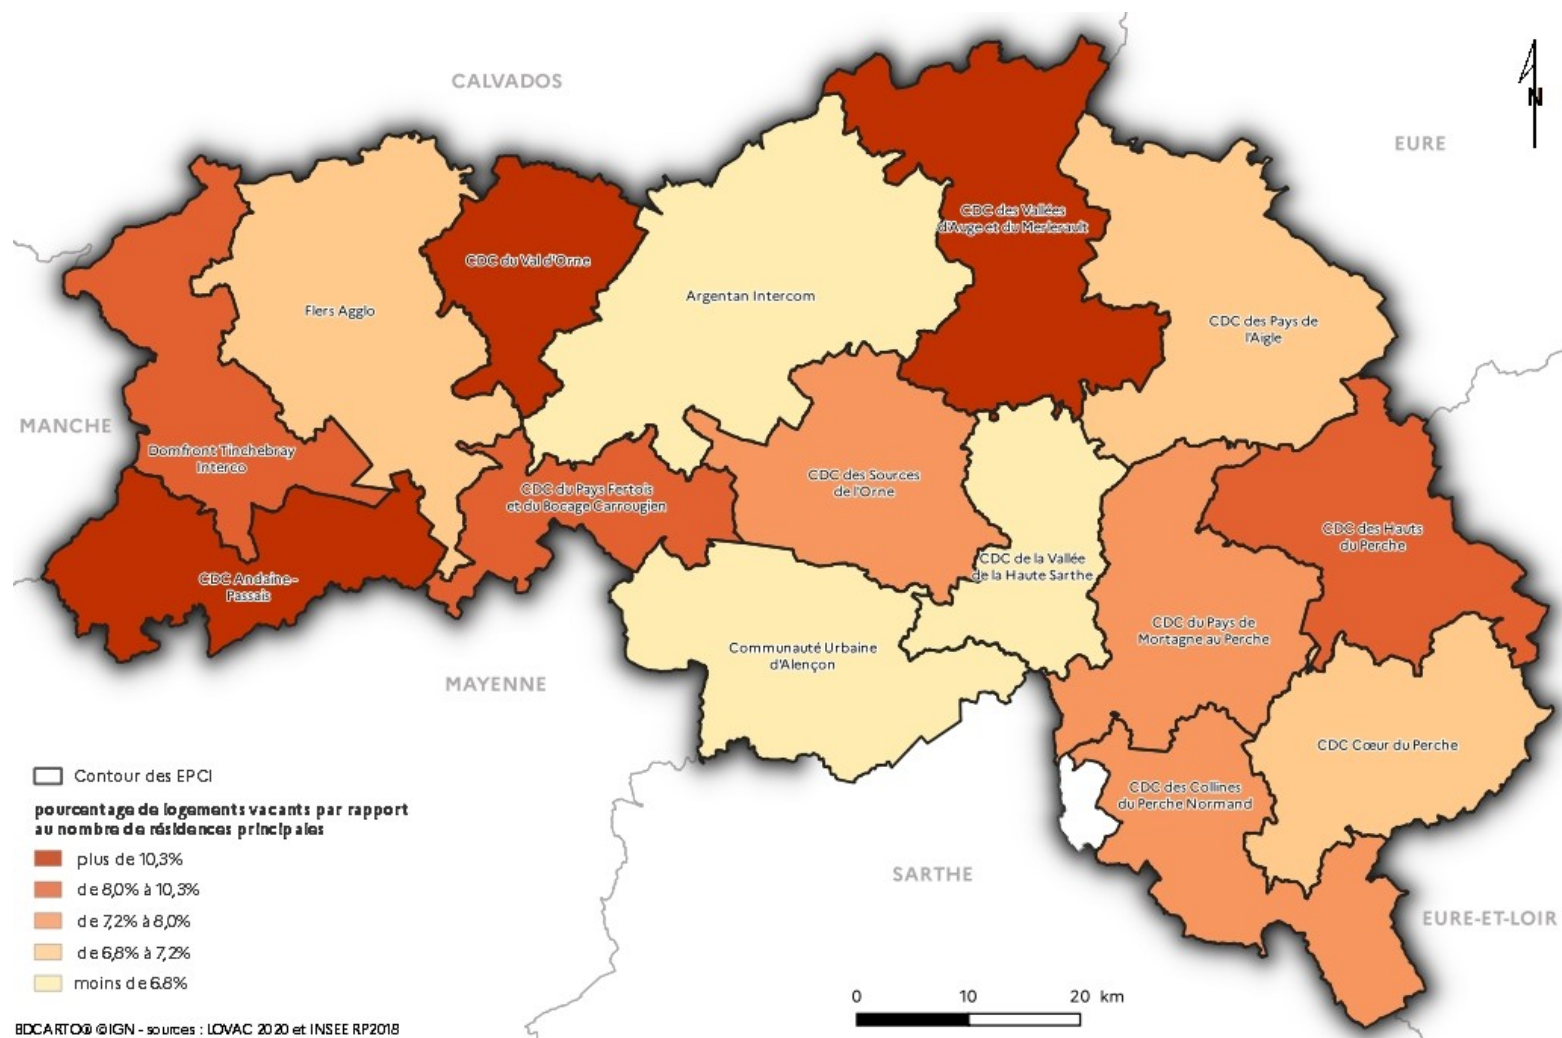 CALVADOS
N
EURE
CDC des Vallées
d'Auge et du Merlerault
CDC du Val d'Orne
Argentan Intercom
Flers Agglo
CDC des Pays de
l'Aigle
MANCHE
Domfront Tinchebray
Interco
CDC des Sources
de l'Orne
CDC du Pays Fertois
et du Bocage Carrougien
CDC des Hauts
du Perche
CDC de la Vallée
de la Haute Sarthe
CDC Andaine-
Passais
CDC du Pays de
Mortagne au Perche
Communauté Urbaine
d'Alençon
MAYENNE
CDC Cœur du Perche
CDC des Collines
du Perche Normand
SARTHE
EURE-ET-LOIR
Contour des EPCI
pourcentage de logements vacants par rapport
au nombre de résidences principales
plus de 10,3%
de 8,0% à 10,3%
de 7,2% à 8,0%
de 6,8% à 7,2%
moins de 6.8%
0 10 20 km
BDCARTO® ©IGN - sources : LOVAC 2020 et INSEE RP2018